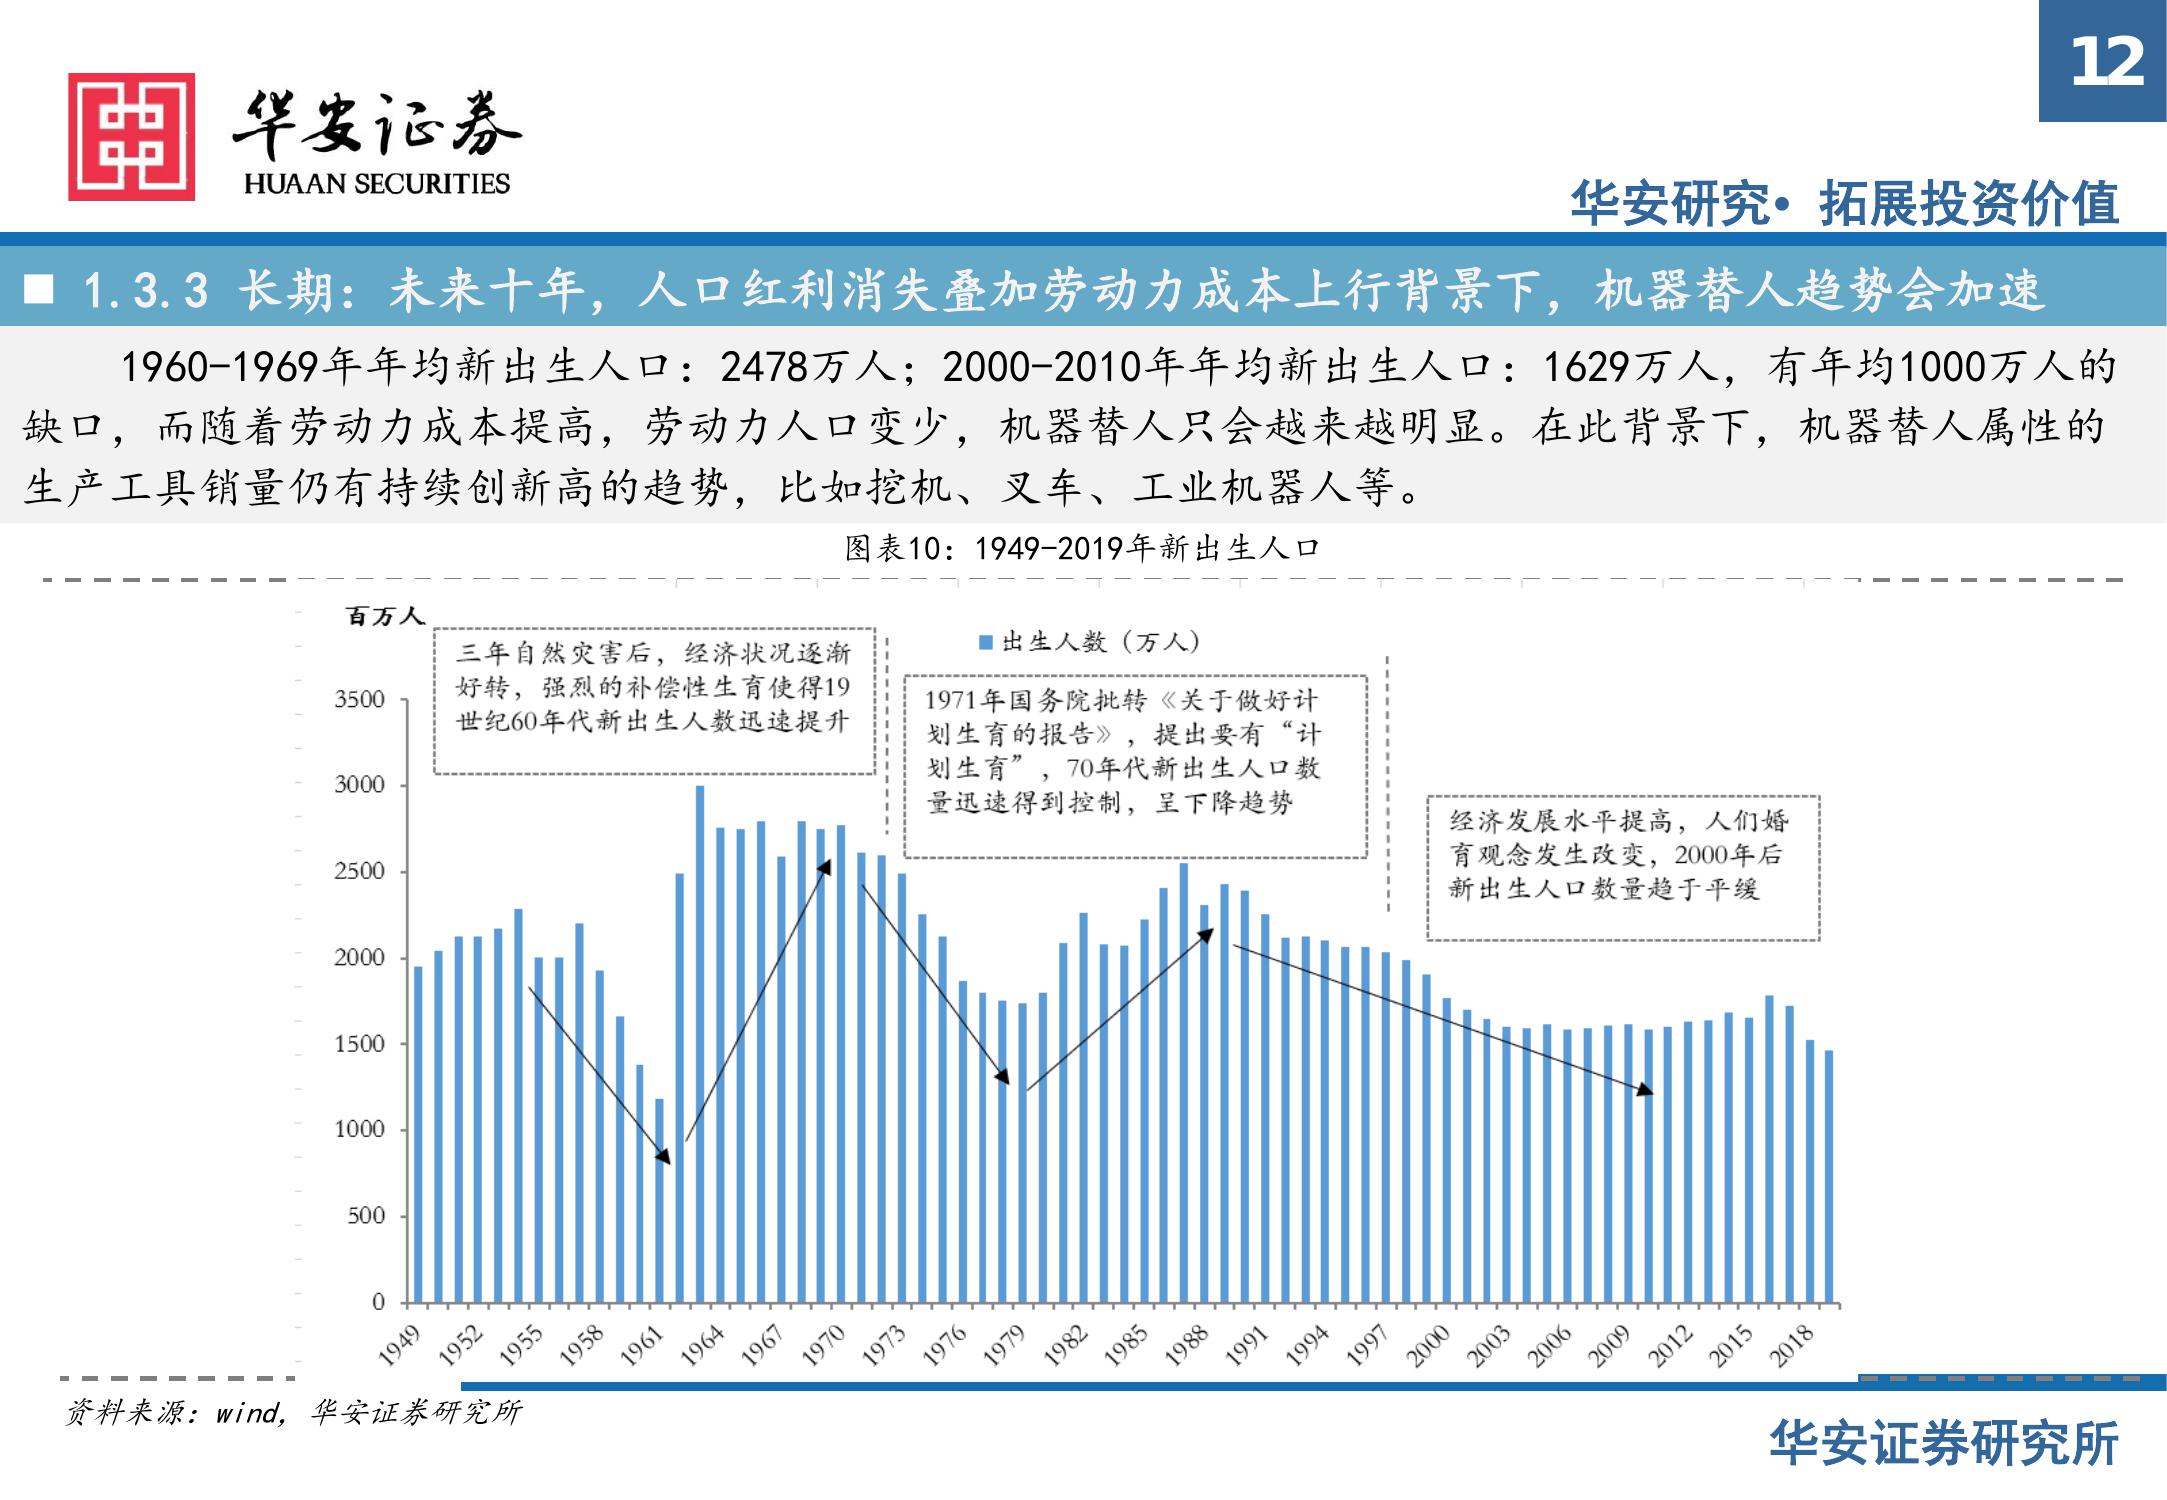 12
华安证券
HUAAN SECURITIES
华安研究• 拓展投资价值
■ 1.3.3 长期：未来十年，人口红利消失叠加劳动力成本上行背景下，机器替人趋势会加速
1960-1969年年均新出生人口：2478万人；2000-2010年年均新出生人口：1629万人，有年均1000万人的
缺口，而随着劳动力成本提高，劳动力人口变少，机器替人只会越来越明显。在此背景下，机器替人属性的
生产工具销量仍有持续创新高的趋势，比如挖机、叉车、工业机器人等。
图表10：1949-2019年新出生人口
百万人
出生人数（万人）
三年自然灾害后，经济状况逐渐
好转，强烈的补偿性生育使得19
世纪60年代新出生人数迅速提升
1971年国务院批转《关于做好计
划生育的报告》，提出要有“计
划生育”，70年代新出生人口数
量迅速得到控制，呈下降趋势
经济发展水平提高，人们婚
育观念发生改变，2000年后
新出生人口数量趋于平缓
3500
3000
2500
2000
1500
1000
500
0
1949
1952
1955
1958
1961
1964
1967
1970
1973
1976
1979
1982
1985
1988
1991
1994
1997
2000
2003
2006
2009
2012
2015
2018
资料来源：wind，华安证券研究所
华安证券研究所